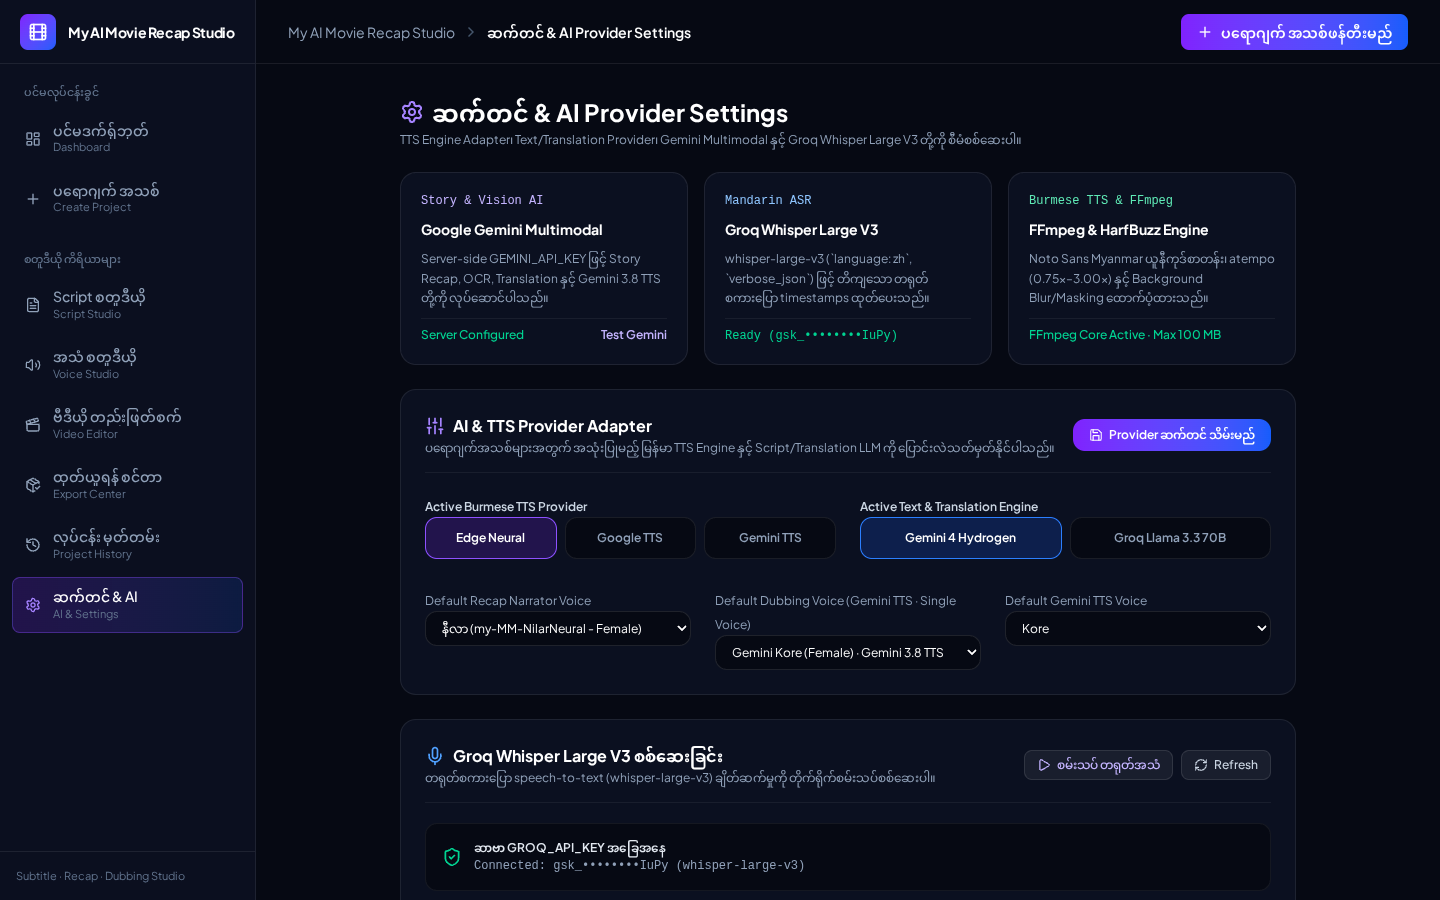 My AI Movie Recap Studio
My AI Movie Recap Studio
ဆက်တင် & AI Provider Settings
ပရောဂျက် အသစ်ဖန်တီးမည်
ပင်မလုပ်ငန်းခွင်
ပင်မဒက်ရှ်ဘုတ်
Dashboard
ပရောဂျက် အသစ်
Create Project
စတူဒီယို ကိရိယာများ
Script စတူဒီယို
Script Studio
အသံ စတူဒီယို
Voice Studio
ဗီဒီယို တည်းဖြတ်စက်
Video Editor
ထုတ်ယူရန် စင်တာ
Export Center
လုပ်ငန်း မှတ်တမ်း
Project History
ဆက်တင် & AI
AI & Settings
Subtitle · Recap · Dubbing Studio
ဆက်တင် & AI Provider Settings
TTS Engine Adapter၊ Text/Translation Provider၊ Gemini Multimodal နှင့် Groq Whisper Large V3 တို့ကို စီမံစစ်ဆေးပါ။
Story & Vision AI
Google Gemini Multimodal
Server-side GEMINI_API_KEY ဖြင့် Story
Recap, OCR, Translation နှင့် Gemini 3.8 TTS
တို့ကို လုပ်ဆောင်ပါသည်။
Server Configured
Test Gemini
Mandarin ASR
Groq Whisper Large V3
whisper-large-v3 (`language: zh`,
`verbose_json`) ဖြင့် တိကျသော တရုတ်
စကားပြော timestamps ထုတ်ပေးသည်။
Ready (gsk_••••••••IuPy)
Burmese TTS & FFmpeg
FFmpeg & HarfBuzz Engine
Noto Sans Myanmar ယူနီကုဒ်စာတန်း၊ atempo
(0.75x–3.00x) နှင့် Background
Blur/Masking ထောက်ပံ့ထားသည်။
FFmpeg Core Active · Max 100 MB
AI & TTS Provider Adapter
ပရောဂျက်အသစ်များအတွက် အသုံးပြုမည့် မြန်မာ TTS Engine နှင့် Script/Translation LLM ကို ပြောင်းလဲသတ်မှတ်နိုင်ပါသည်။
Provider ဆက်တင် သိမ်းမည်
Active Burmese TTS Provider
Edge Neural
Google TTS
Gemini TTS
Active Text & Translation Engine
Gemini 4 Hydrogen
Groq Llama 3.3 70B
Default Recap Narrator Voice
နီလာ (my-MM-NilarNeural - Female)
Default Dubbing Voice (Gemini TTS · Single
Voice)
Gemini Kore (Female) · Gemini 3.8 TTS
Default Gemini TTS Voice
Kore
Groq Whisper Large V3 စစ်ဆေးခြင်း
တရုတ်စကားပြော speech-to-text (whisper-large-v3) ချိတ်ဆက်မှုကို တိုက်ရိုက်စမ်းသပ်စစ်ဆေးပါ။
စမ်းသပ် တရုတ်အသံ
Refresh
ဆာဗာ GROQ_API_KEY အခြေအနေ
Connected: gsk_••••••••IuPy (whisper-large-v3)